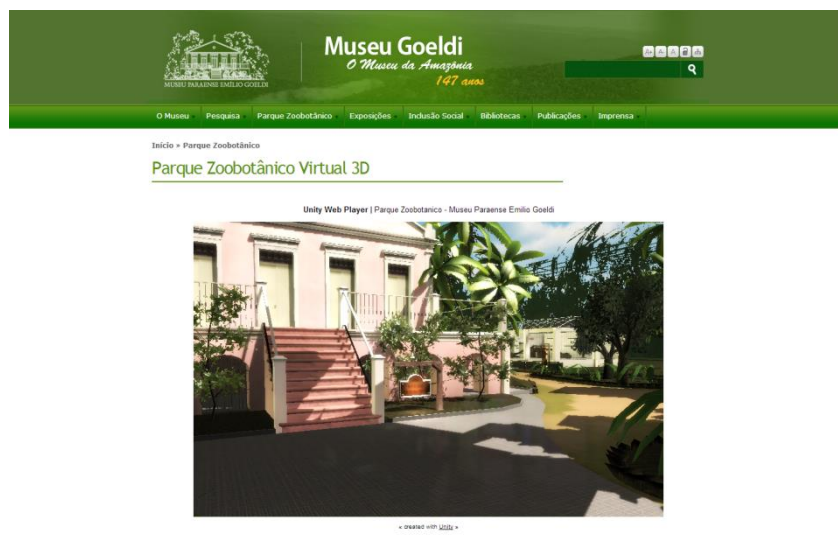 Museu Goeldi
O Museu da Amazônia
147 anos
MUSEU PARAENSE EMÍLIO GOELDI
A+ A- A
O Museu Pesquisa Parque Zoobotânico Exposições Inclusão Social Bibliotecas Publicações Imprensa
Início » Parque Zoobotânico
Parque Zoobotânico Virtual 3D
Unity Web Player | Parque Zoobotanico - Museu Paraense Emilio Goeldi
« created with Unity »